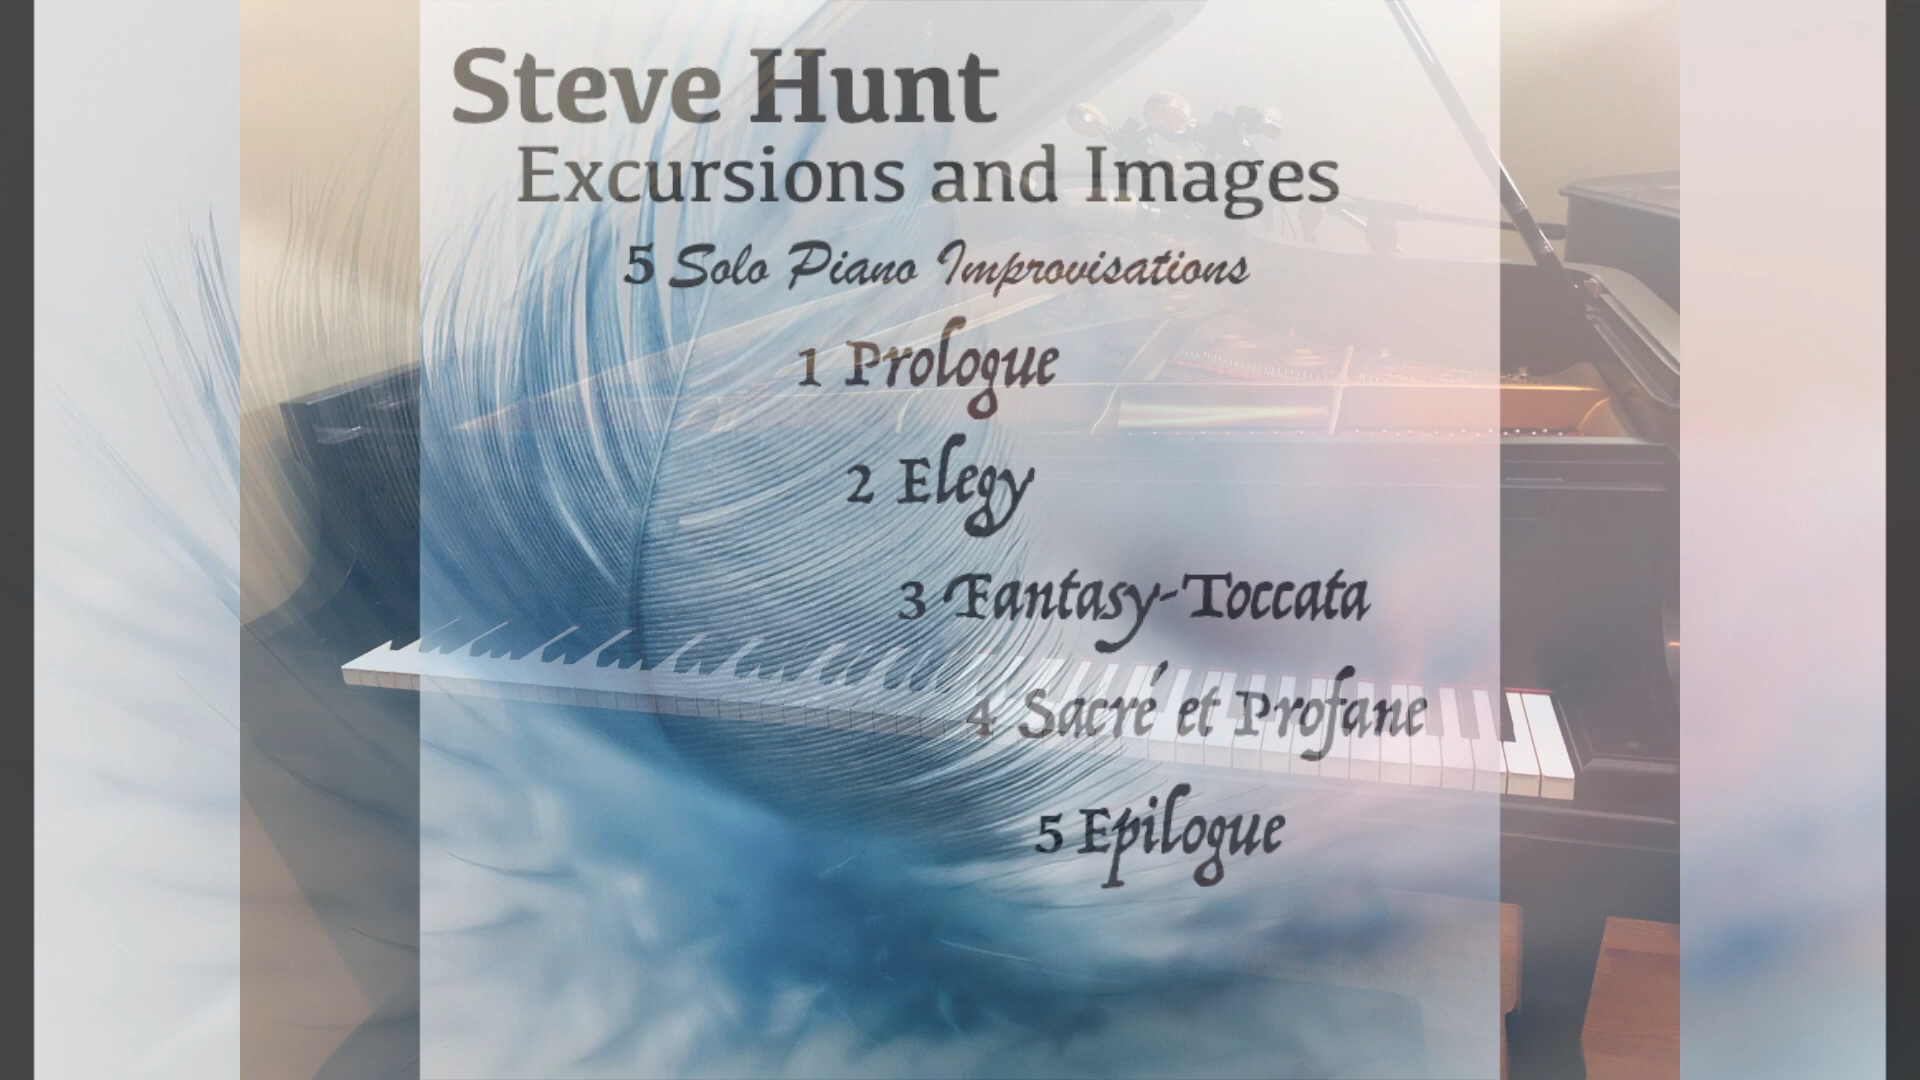 Steve Hunt
Excursions and Images
5 Solo Piano Improvisations
1 Prologue
2 Elegy
3 Fantasy-Toccata
4 Sacré et Profane
5 Epilogue